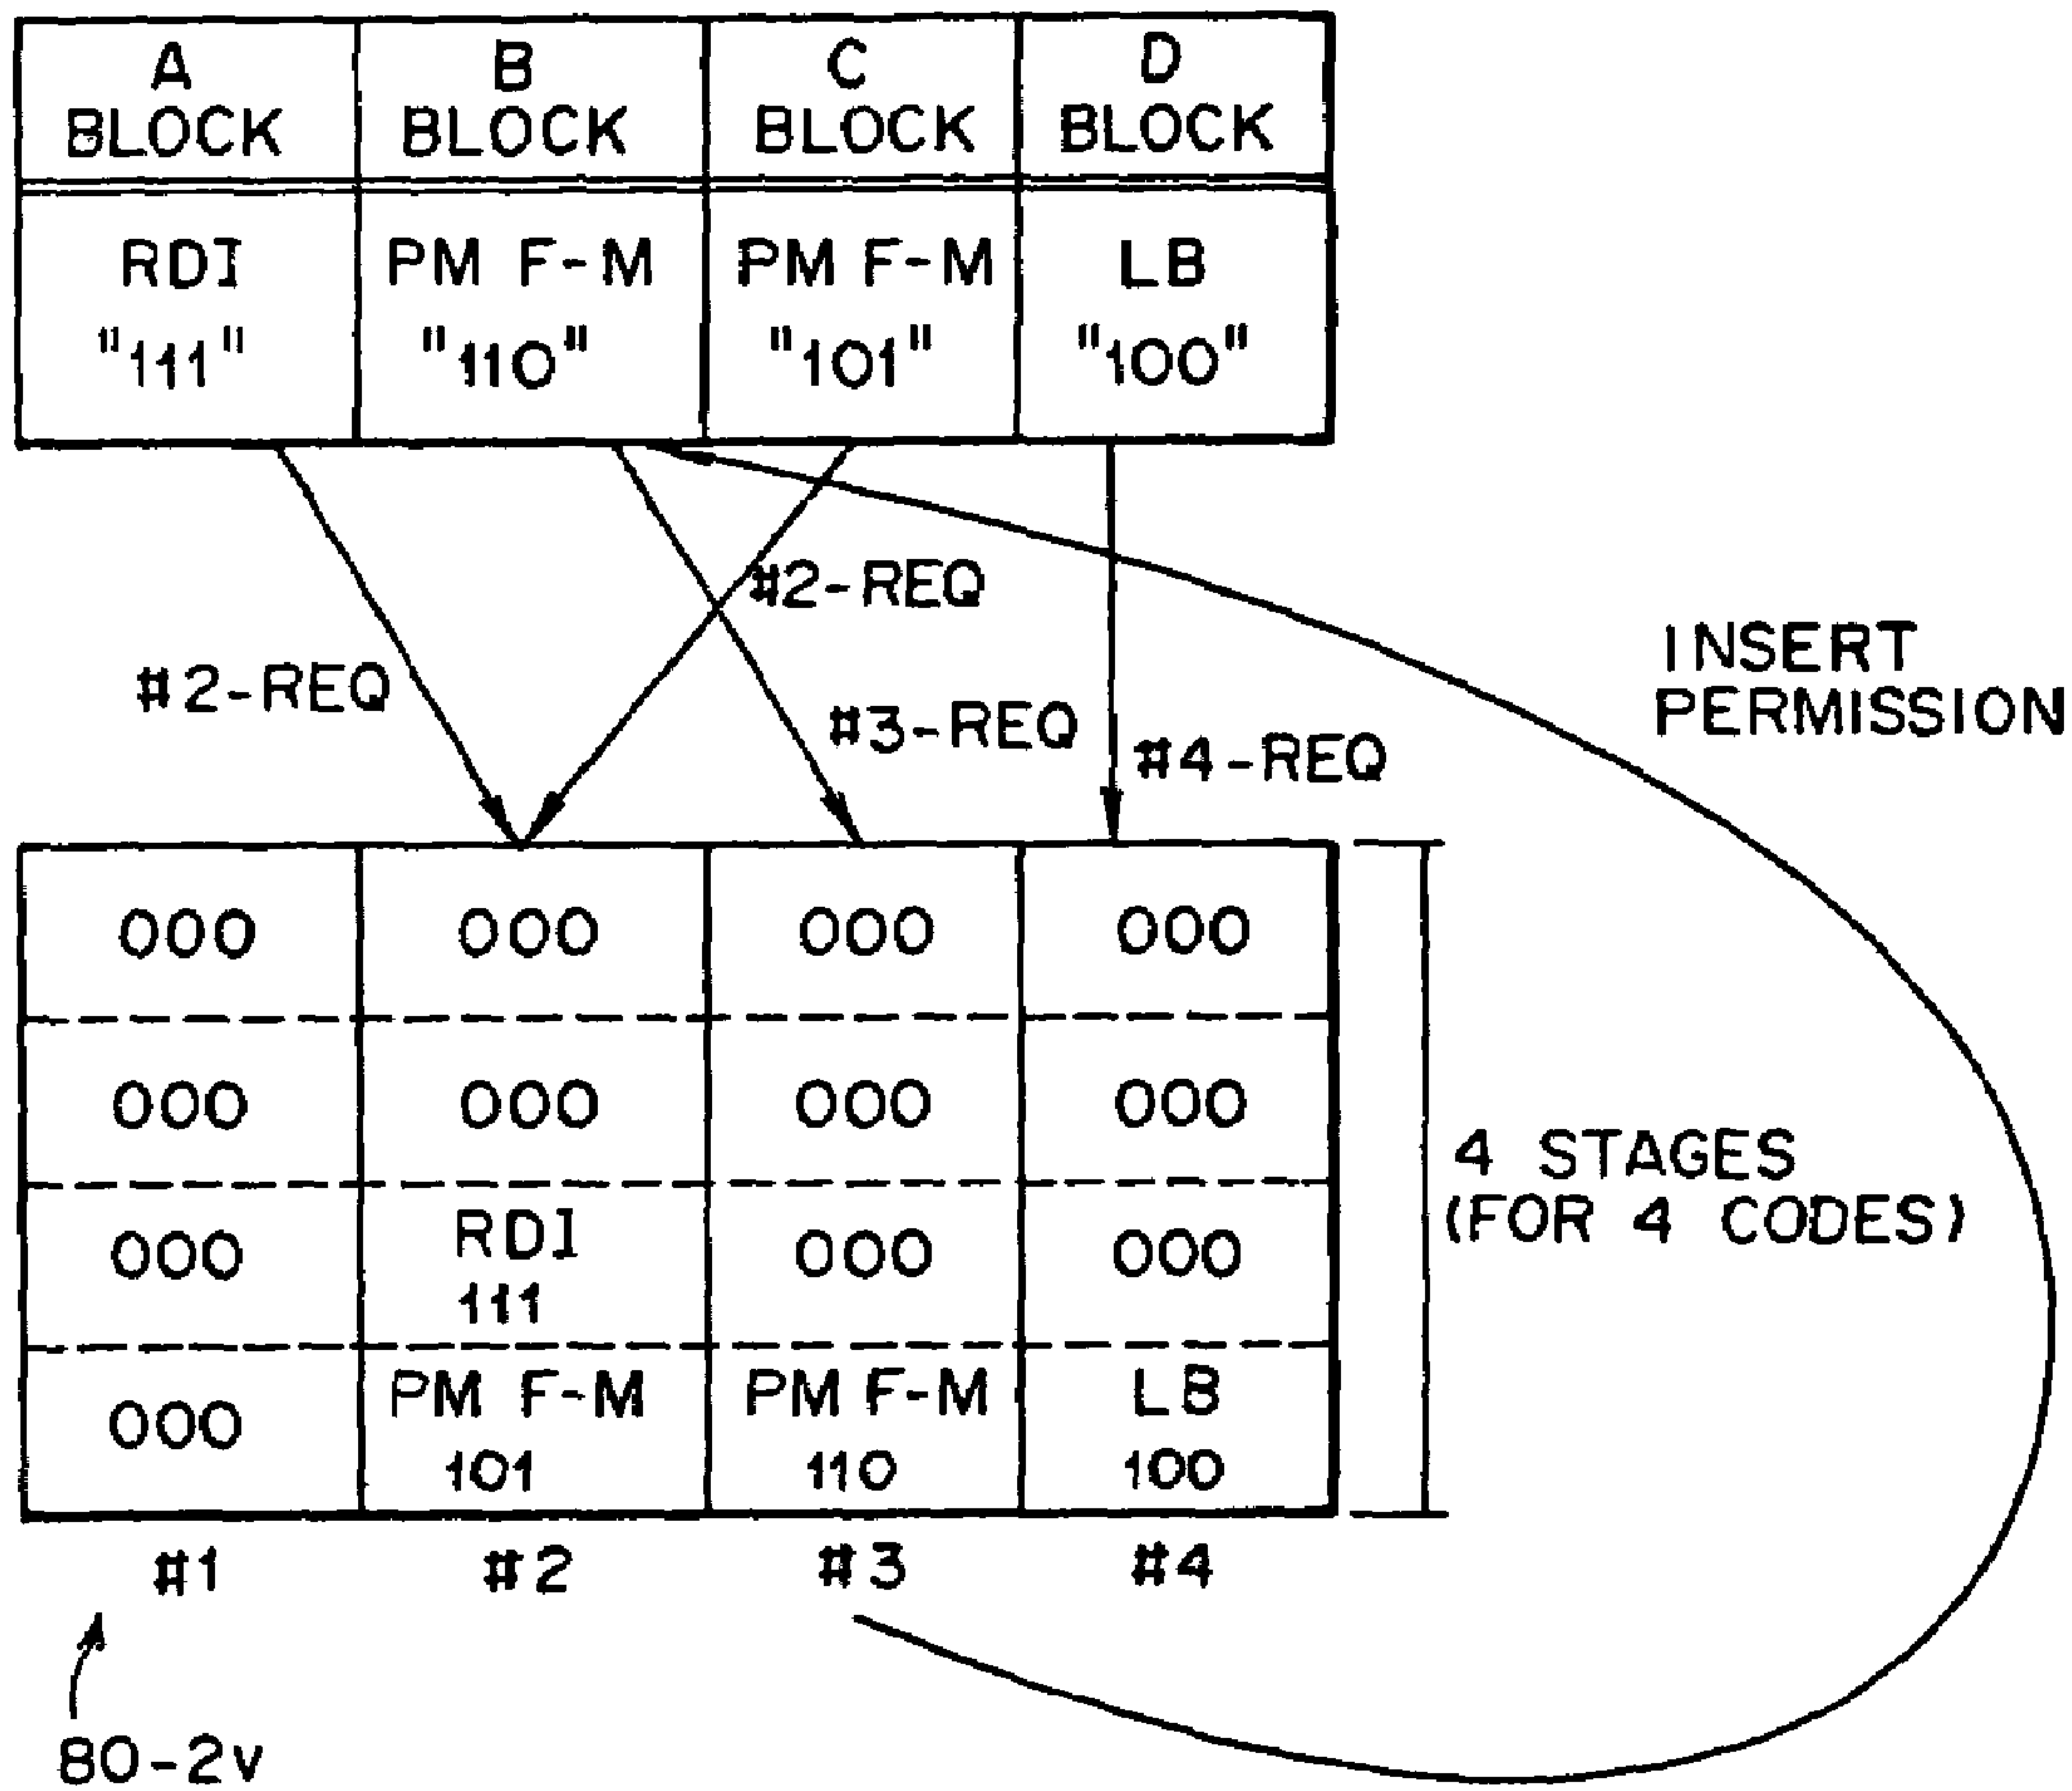 A B C D
BLOCK BLOCK BLOCK BLOCK
RDI PM F-M PM F-M LB
"111" "110" "101" "100"
#2-REQ
#2-REQ
#3-REQ
#4-REQ
INSERT
PERMISSION
000 000 000 000
000 000 000 000
4 STAGES
(FOR 4 CODES)
000 RDI 000 000
111
000 PM F-M PM F-M LB
101 110 100
#1 #2 #3 #4
80-2v